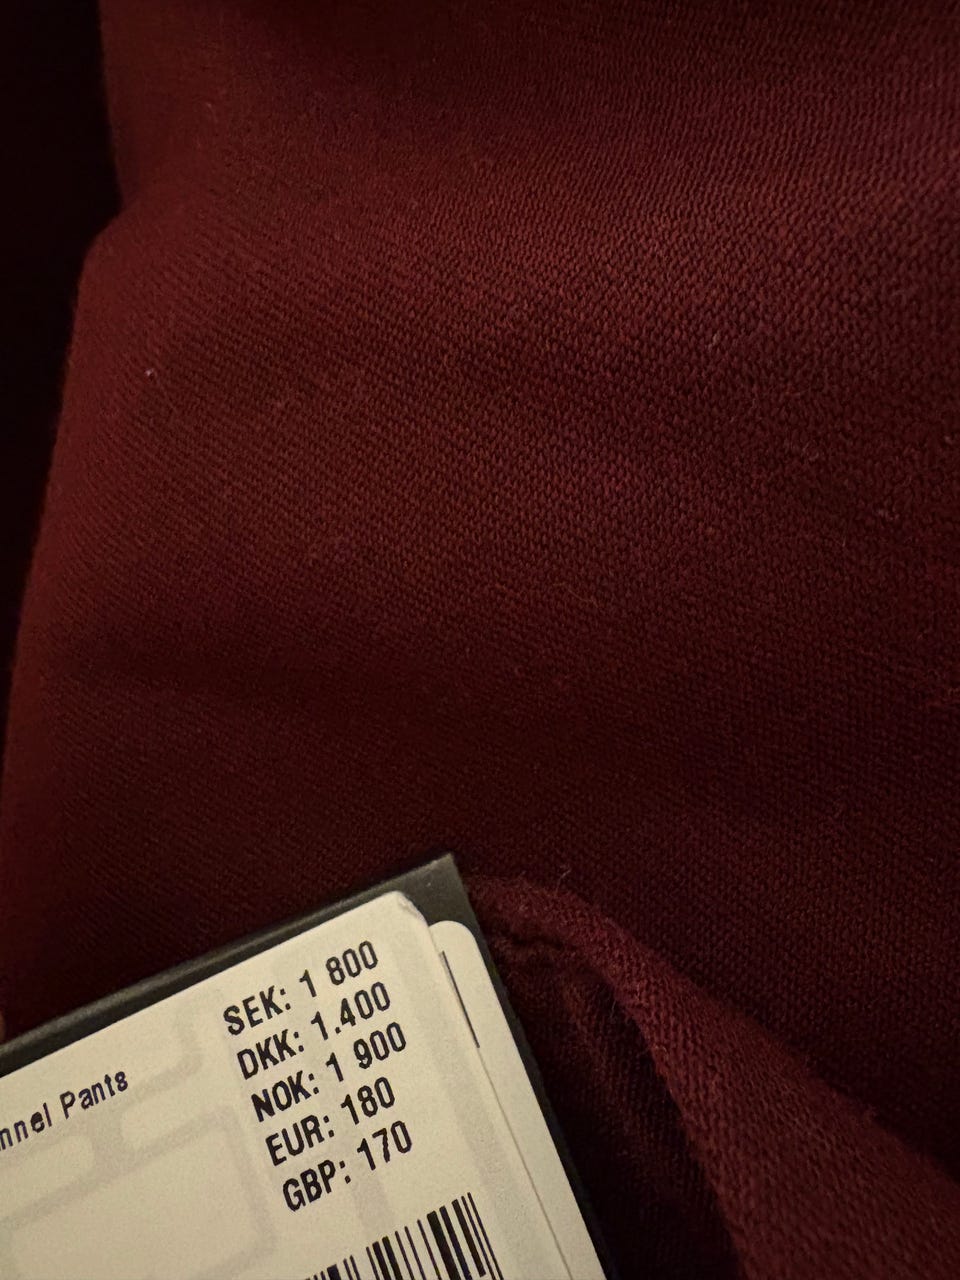 SEK: 1 800
DKK: 1.400
NOK: 1 900
EUR: 180
GBP: 170
nnel Pants